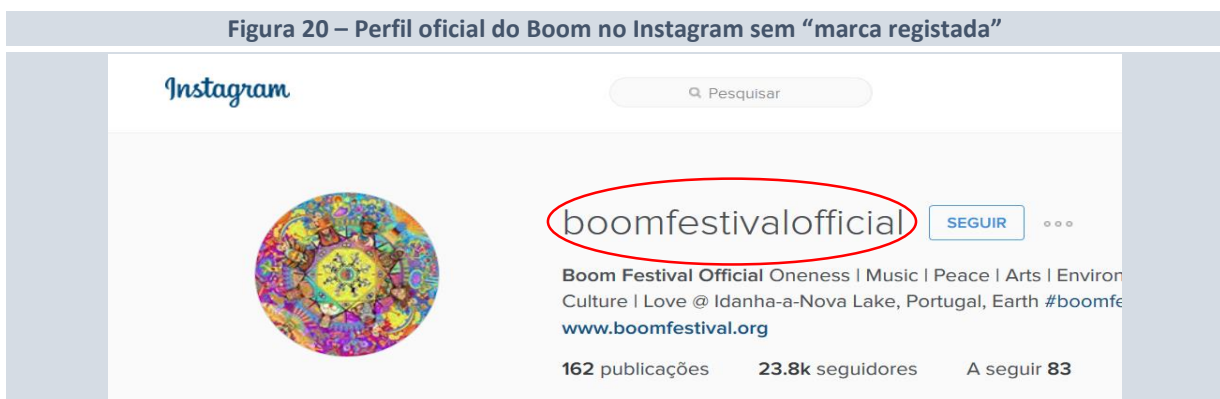 Figura 20 – Perfil oficial do Boom no Instagram sem “marca registada”
Instagram
Pesquisar
boomfestivalofficial SEGUIR
Boom Festival Official Oneness | Music | Peace | Arts | Environ
Culture | Love @ Idanha-a-Nova Lake, Portugal, Earth #boomfe
www.boomfestival.org
162 publicações 23.8k seguidores A seguir 83